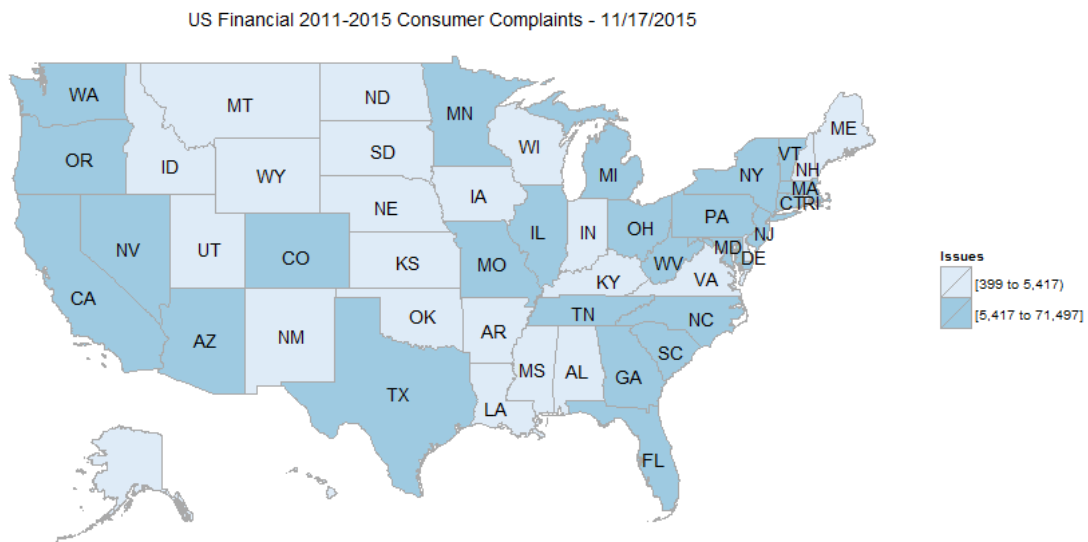 US Financial 2011-2015 Consumer Complaints - 11/17/2015
WA
MT
ND
MN
ME
OR
ID
SD
WI
VT
NH
WY
MI
NY
MA
CT
RI
IA
NE
PA
NJ
NV
UT
CO
IL
IN
OH
MD
DE
KS
MO
WV
CA
KY
VA
AZ
NM
OK
AR
TN
NC
MS
AL
GA
SC
TX
LA
FL
Issues
[399 to 5,417)
[5,417 to 71,497]